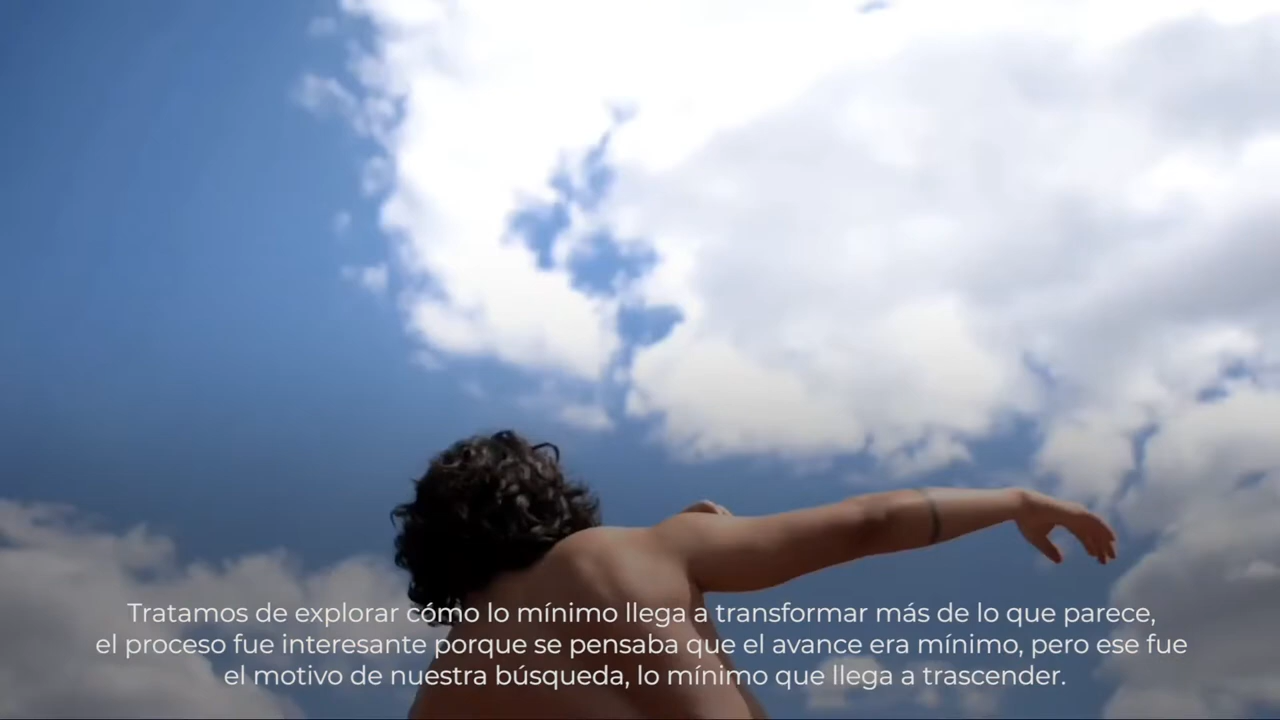 Tratamos de explorar cómo lo mínimo llega a transformar más de lo que parece,
el proceso fue interesante porque se pensaba que el avance era mínimo, pero ese fue
el motivo de nuestra búsqueda, lo mínimo que llega a trascender.